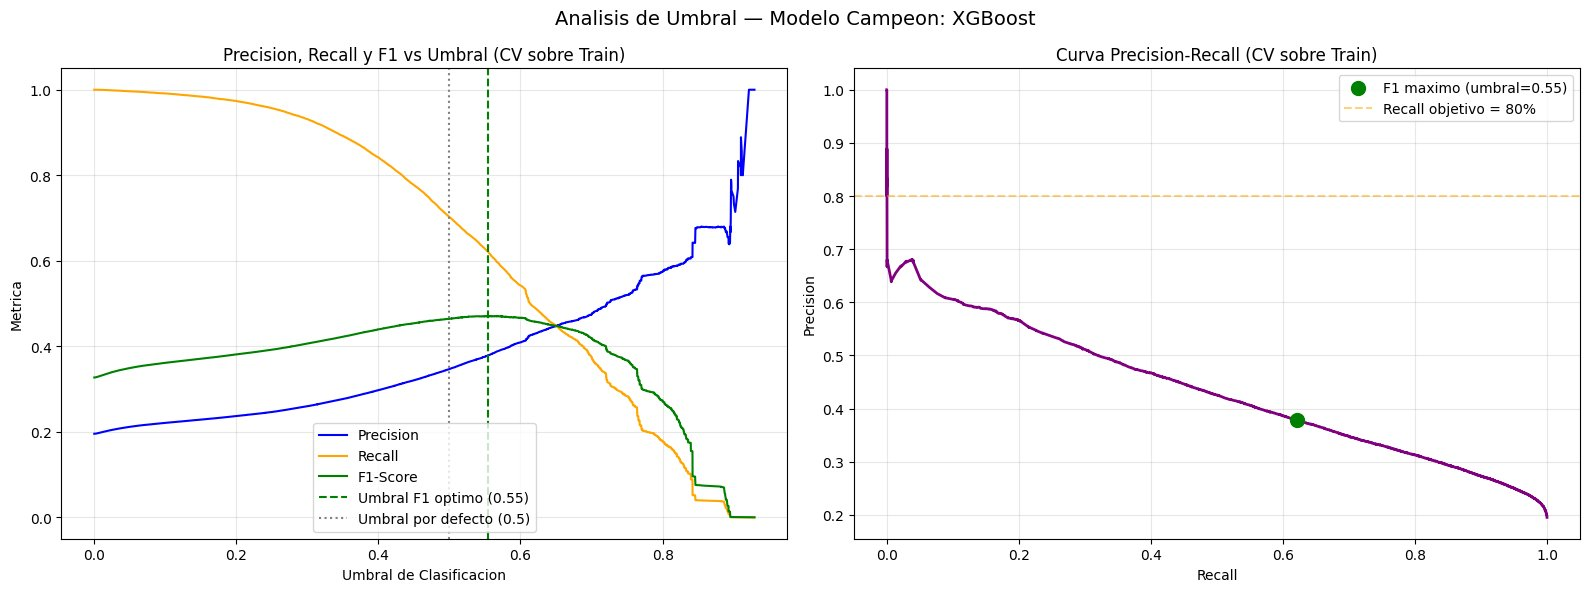 Analisis de Umbral — Modelo Campeon: XGBoost
Precision, Recall y F1 vs Umbral (CV sobre Train)
1.0
0.8
0.6
0.4
0.2
0.0
Metrica
0.0 0.2 0.4 0.6 0.8
Umbral de Clasificacion
Precision
Recall
F1-Score
Umbral F1 optimo (0.55)
Umbral por defecto (0.5)
Curva Precision-Recall (CV sobre Train)
1.0
0.9
0.8
0.7
0.6
0.5
0.4
0.3
0.2
Precision
0.0 0.2 0.4 0.6 0.8 1.0
Recall
F1 maximo (umbral=0.55)
Recall objetivo = 80%